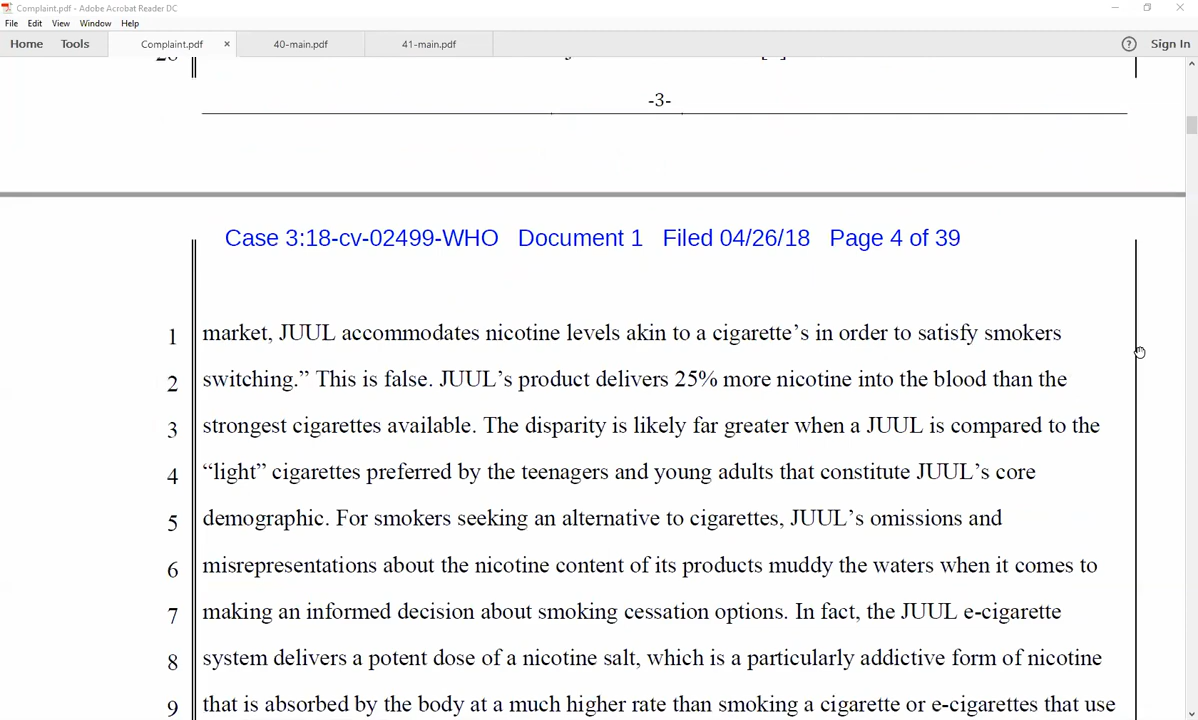 Complaint.pdf - Adobe Acrobat Reader DC
File Edit View Window Help
Home Tools Complaint.pdf × 40-main.pdf 41-main.pdf ? Sign In
-3-
Case 3:18-cv-02499-WHO Document 1 Filed 04/26/18 Page 4 of 39
1 market, JUUL accommodates nicotine levels akin to a cigarette’s in order to satisfy smokers
2 switching.” This is false. JUUL’s product delivers 25% more nicotine into the blood than the
3 strongest cigarettes available. The disparity is likely far greater when a JUUL is compared to the
4 “light” cigarettes preferred by the teenagers and young adults that constitute JUUL’s core
5 demographic. For smokers seeking an alternative to cigarettes, JUUL’s omissions and
6 misrepresentations about the nicotine content of its products muddy the waters when it comes to
7 making an informed decision about smoking cessation options. In fact, the JUUL e-cigarette
8 system delivers a potent dose of a nicotine salt, which is a particularly addictive form of nicotine
9 that is absorbed by the body at a much higher rate than smoking a cigarette or e-cigarettes that use